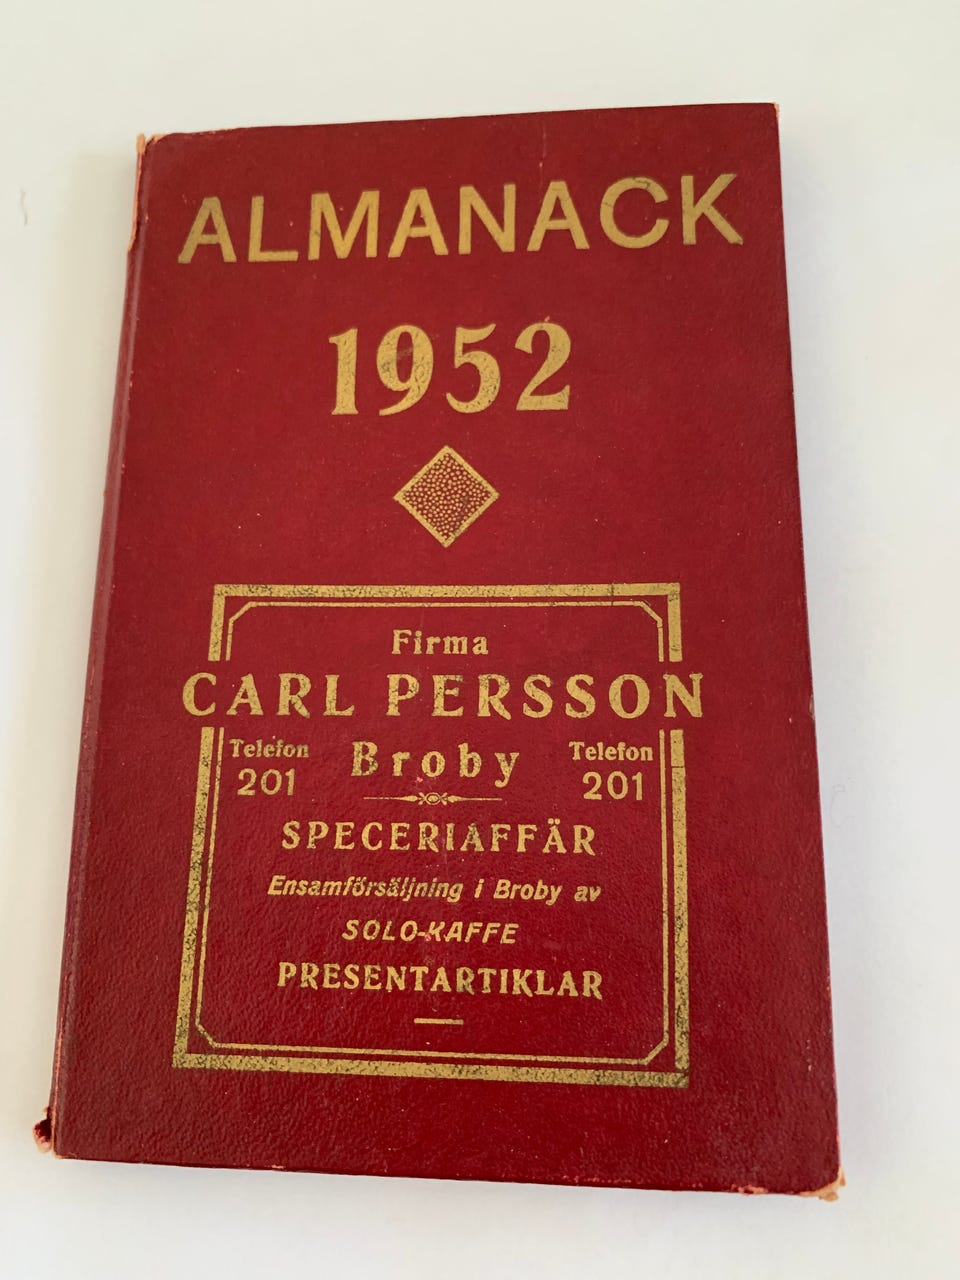 ALMANACK
1952
Firma
CARL PERSSON
Telefon Broby Telefon
201 201
SPECERIAFFÄR
Ensamförsäljning i Broby av
SOLO-KAFFE
PRESENTARTIKLAR